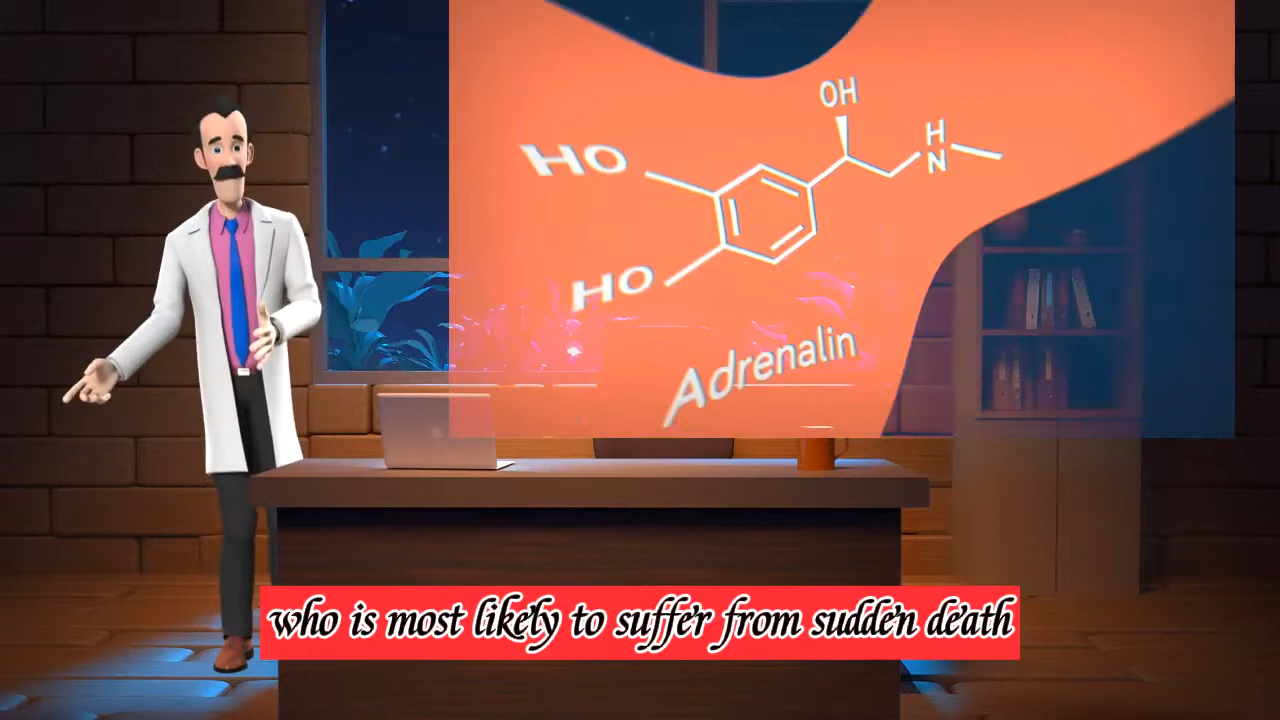 OH
HO
H
N
HO
Adrenalin
who is most likely to suffer from sudden death